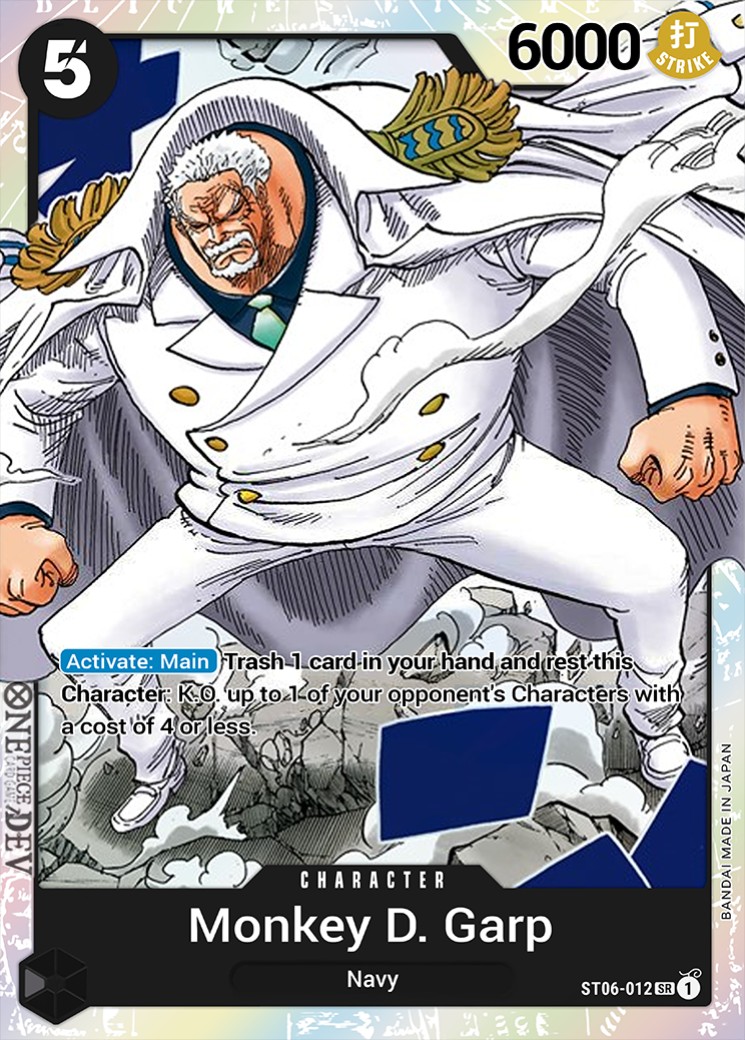 5
6000
打
STRIKE
Activate: Main Trash 1 card in your hand and rest this
Character: K.O. up to 1 of your opponent's Characters with
a cost of 4 or less.
ONE PIECE.DEV
BANDAI MADE IN JAPAN
CHARACTER
Monkey D. Garp
Navy
ST06-012 SR 1